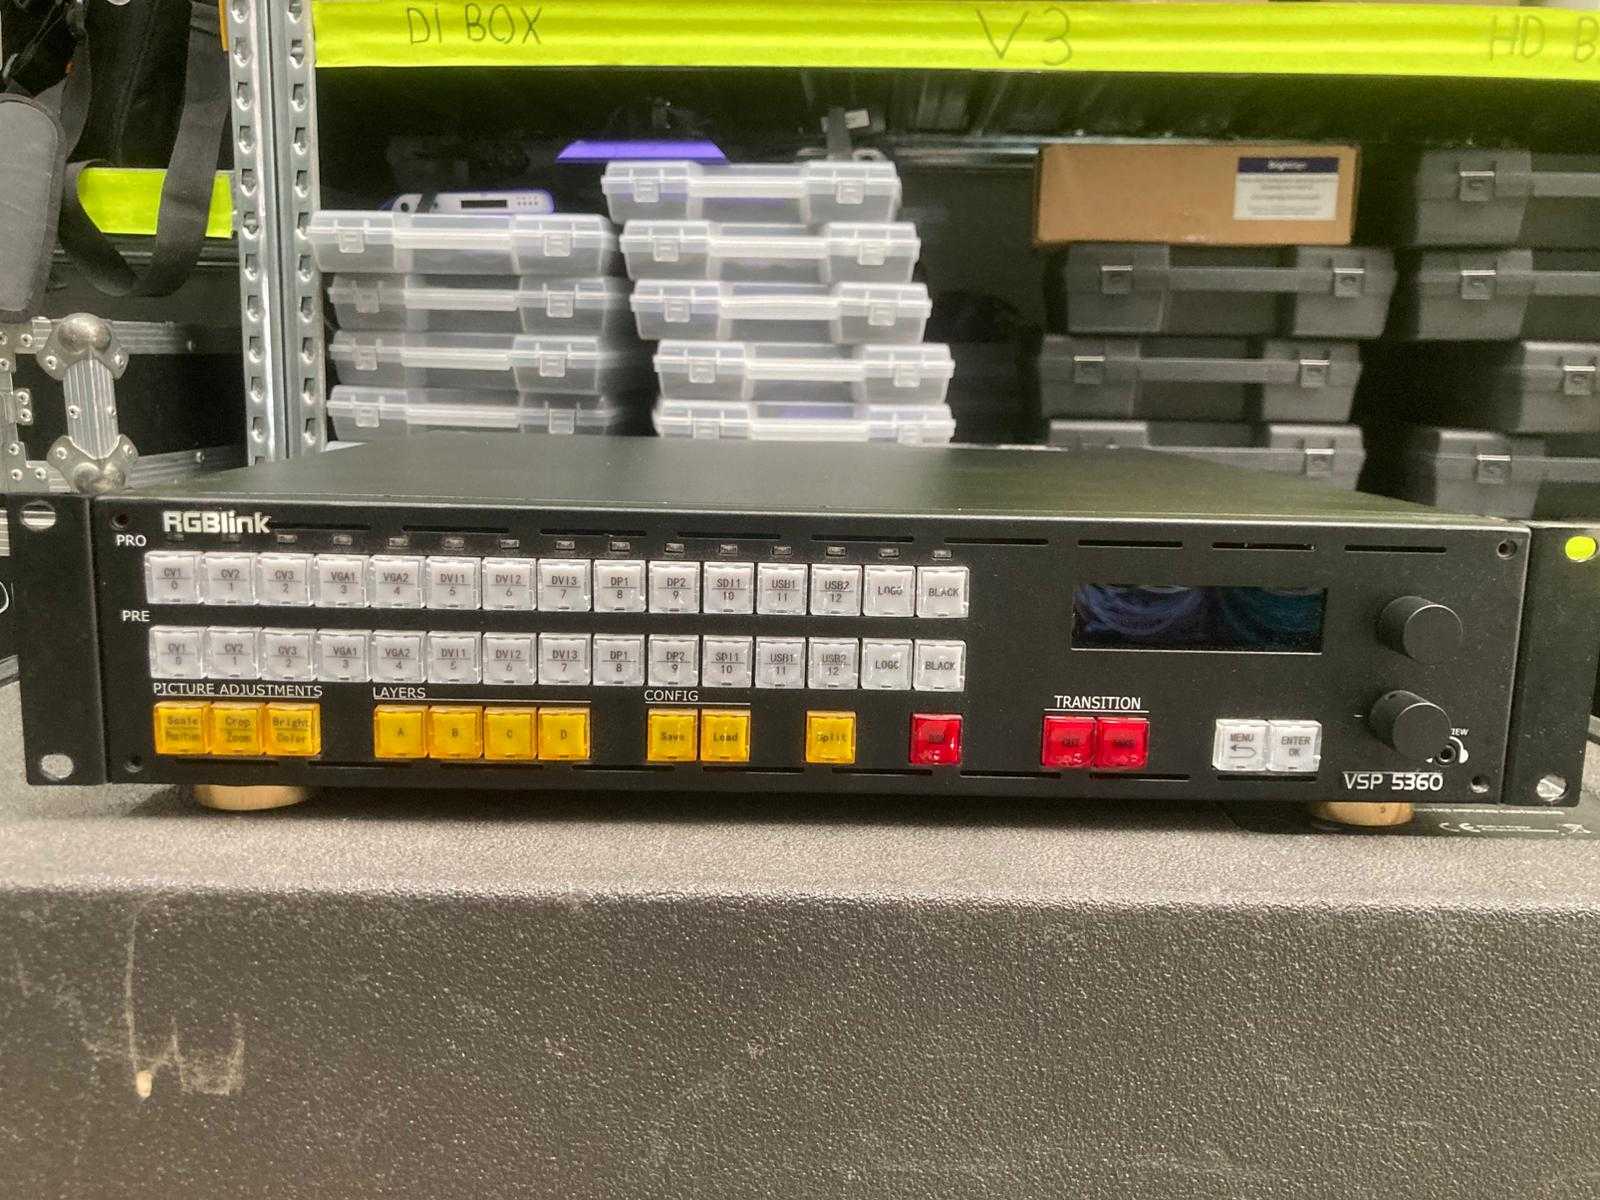 Di BOX
V3
HD B
RGBlink
PRO
CV1 0
CV2 1
CV3 2
VGA1 3
VGA2 4
DVI1 5
DVI2 6
DVI3 7
DP1 8
DP2 9
SDI1 10
USB1 11
USB2 12
LOGO
BLACK
PRE
CV1 0
CV2 1
CV3 2
VGA1 3
VGA2 4
DVI1 5
DVI2 6
DVI3 7
DP1 8
DP2 9
SDI1 10
USB1 11
USB2 12
LOGO
BLACK
PICTURE ADJUSTMENTS
LAYERS
CONFIG
TRANSITION
Scale Position
Crop Zoom
Bright Color
A
B
C
D
Save
Load
Split
CUT
TAKE
MENU
ENTER OK
VSP 5360